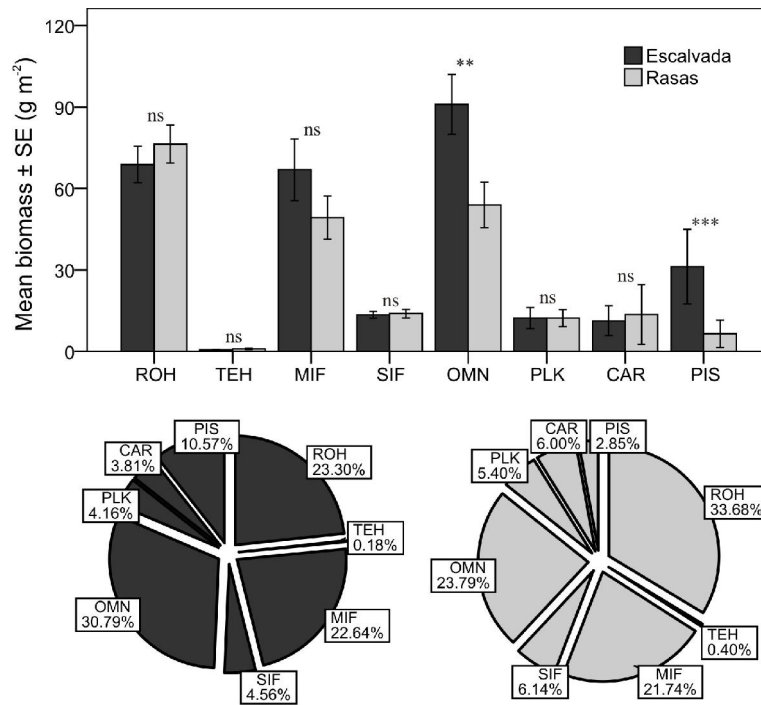 120
90
60
30
0
Mean biomass ± SE (g m⁻²)
Escalvada
Rasas
ns
ns
ns
ns
**
ns
ns
***
ROH TEH MIF SIF OMN PLK CAR PIS
PIS
10.57%
ROH
23.30%
TEH
0.18%
MIF
22.64%
SIF
4.56%
OMN
30.79%
PLK
4.16%
CAR
3.81%
PIS
2.85%
ROH
33.68%
TEH
0.40%
MIF
21.74%
SIF
6.14%
OMN
23.79%
PLK
5.40%
CAR
6.00%